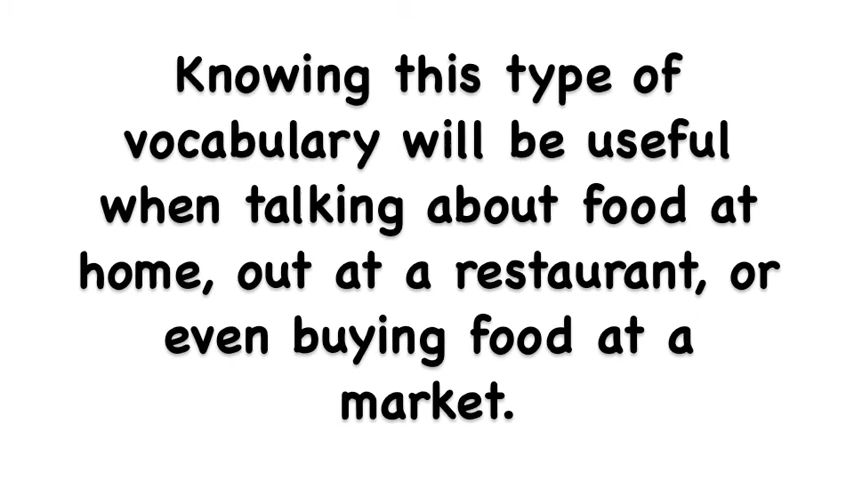 Knowing this type of
vocabulary will be useful
when talking about food at
home, out at a restaurant, or
even buying food at a
market.